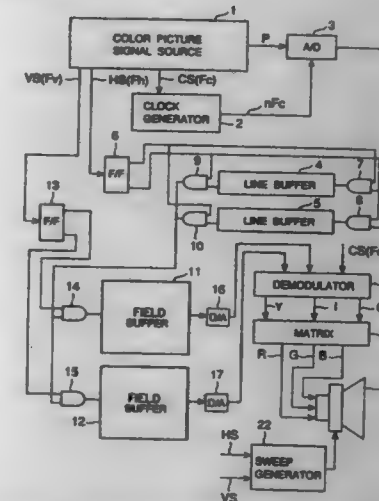 1
COLOR PICTURE
SIGNAL SOURCE
P
3
A/D
VB(Fv)
HS(Fh)
CS(Fc)
CLOCK
GENERATOR
2
nFc
6
F/F
9
4
LINE BUFFER
7
13
F/F
5
LINE BUFFER
8
10
11
16
CS(Fc
14
FIELD
BUFFER
D/A
DEMODULATOR
Y
I
MATRIX
15
R
G
B
17
FIELD
BUFFER
D/A
12
HS
22
SWEEP
GENERATOR
VS